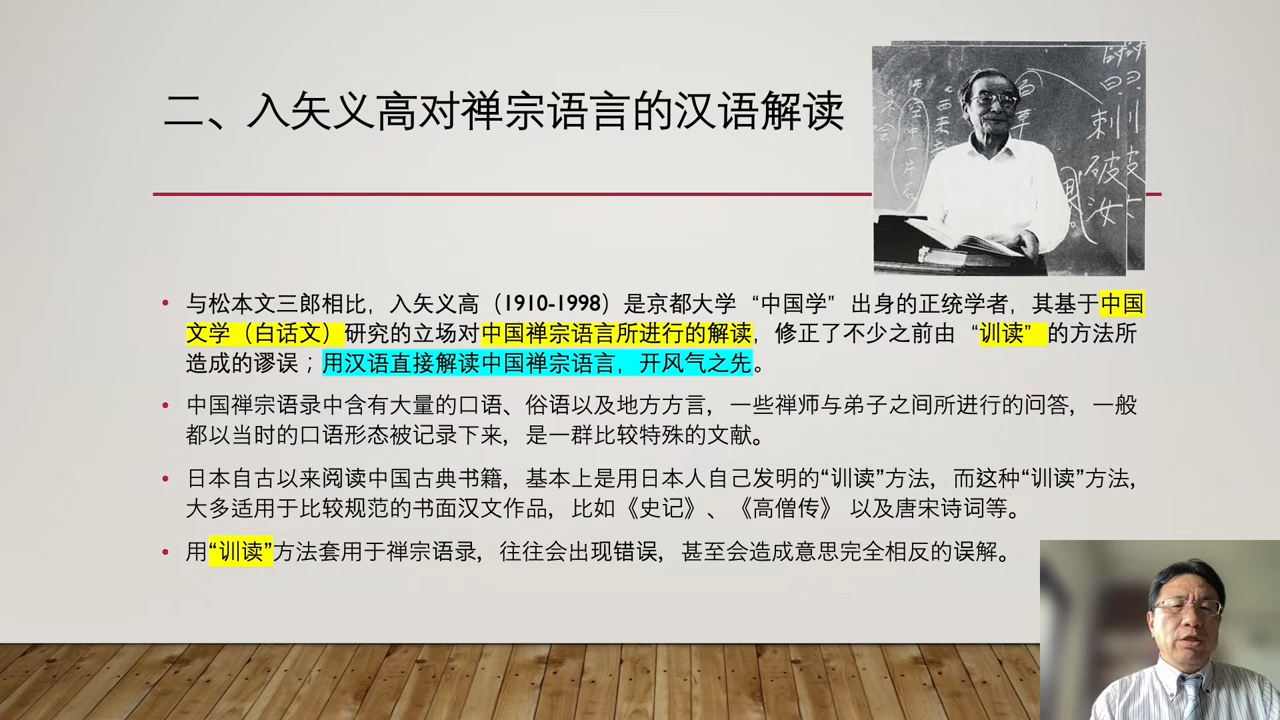 二、入矢义高对禅宗语言的汉语解读
• 与松本文三郎相比，入矢义高（1910-1998）是京都大学“中国学”出身的正统学者，其基于中国
文学（白话文）研究的立场对中国禅宗语言所进行的解读，修正了不少之前由“训读”的方法所
造成的谬误；用汉语直接解读中国禅宗语言，开风气之先。
• 中国禅宗语录中含有大量的口语、俗语以及地方方言，一些禅师与弟子之间所进行的问答，一般
都以当时的口语形态被记录下来，是一群比较特殊的文献。
• 日本自古以来阅读中国古典书籍，基本上是用日本人自己发明的“训读”方法，而这种“训读”方法，
大多适用于比较规范的书面汉文作品，比如《史记》、《高僧传》 以及唐宋诗词等。
• 用“训读”方法套用于禅宗语录，往往会出现错误，甚至会造成意思完全相反的误解。
刺
破
汝